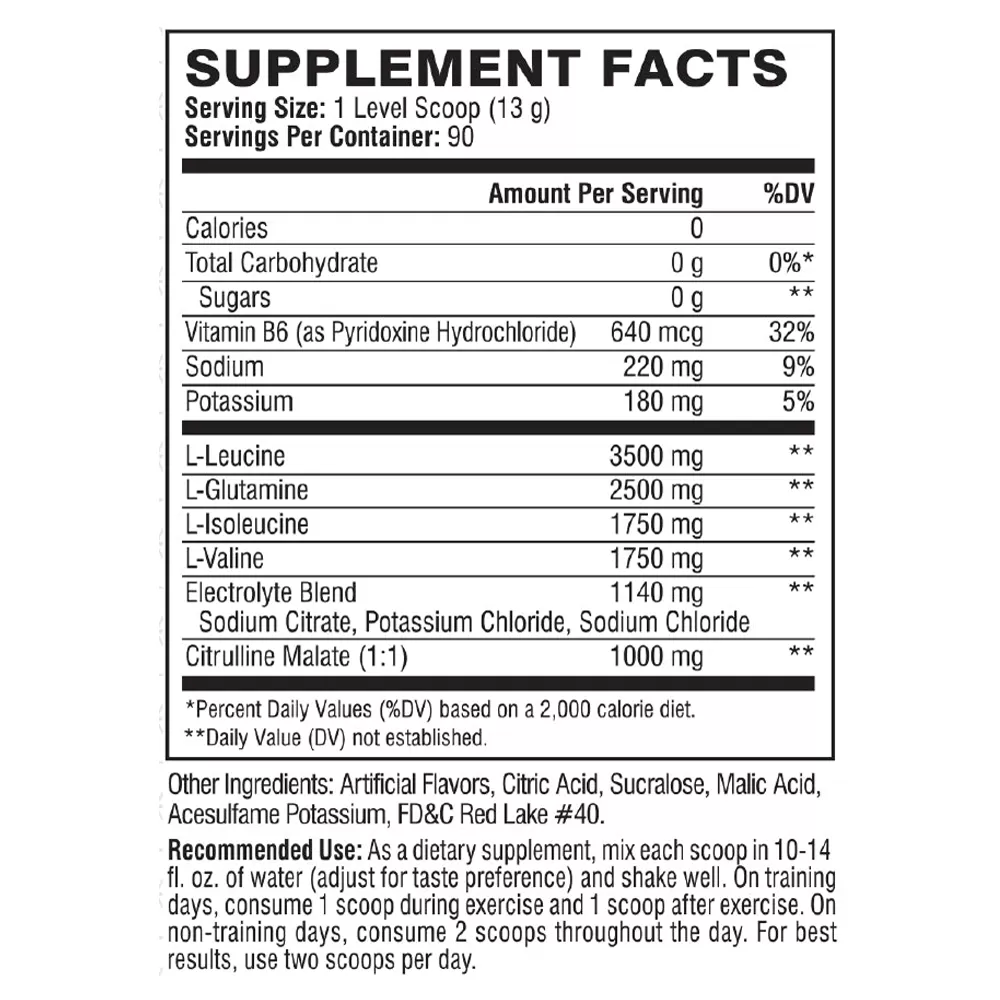 SUPPLEMENT FACTS
Serving Size: 1 Level Scoop (13 g)
Servings Per Container: 90
Amount Per Serving %DV
Calories 0
Total Carbohydrate 0 g 0%*
Sugars 0 g **
Vitamin B6 (as Pyridoxine Hydrochloride) 640 mcg 32%
Sodium 220 mg 9%
Potassium 180 mg 5%
L-Leucine 3500 mg **
L-Glutamine 2500 mg **
L-Isoleucine 1750 mg **
L-Valine 1750 mg **
Electrolyte Blend 1140 mg **
Sodium Citrate, Potassium Chloride, Sodium Chloride
Citrulline Malate (1:1) 1000 mg **
*Percent Daily Values (%DV) based on a 2,000 calorie diet.
**Daily Value (DV) not established.
Other Ingredients: Artificial Flavors, Citric Acid, Sucralose, Malic Acid,
Acesulfame Potassium, FD&C Red Lake #40.
Recommended Use: As a dietary supplement, mix each scoop in 10-14
fl. oz. of water (adjust for taste preference) and shake well. On training
days, consume 1 scoop during exercise and 1 scoop after exercise. On
non-training days, consume 2 scoops throughout the day. For best
results, use two scoops per day.